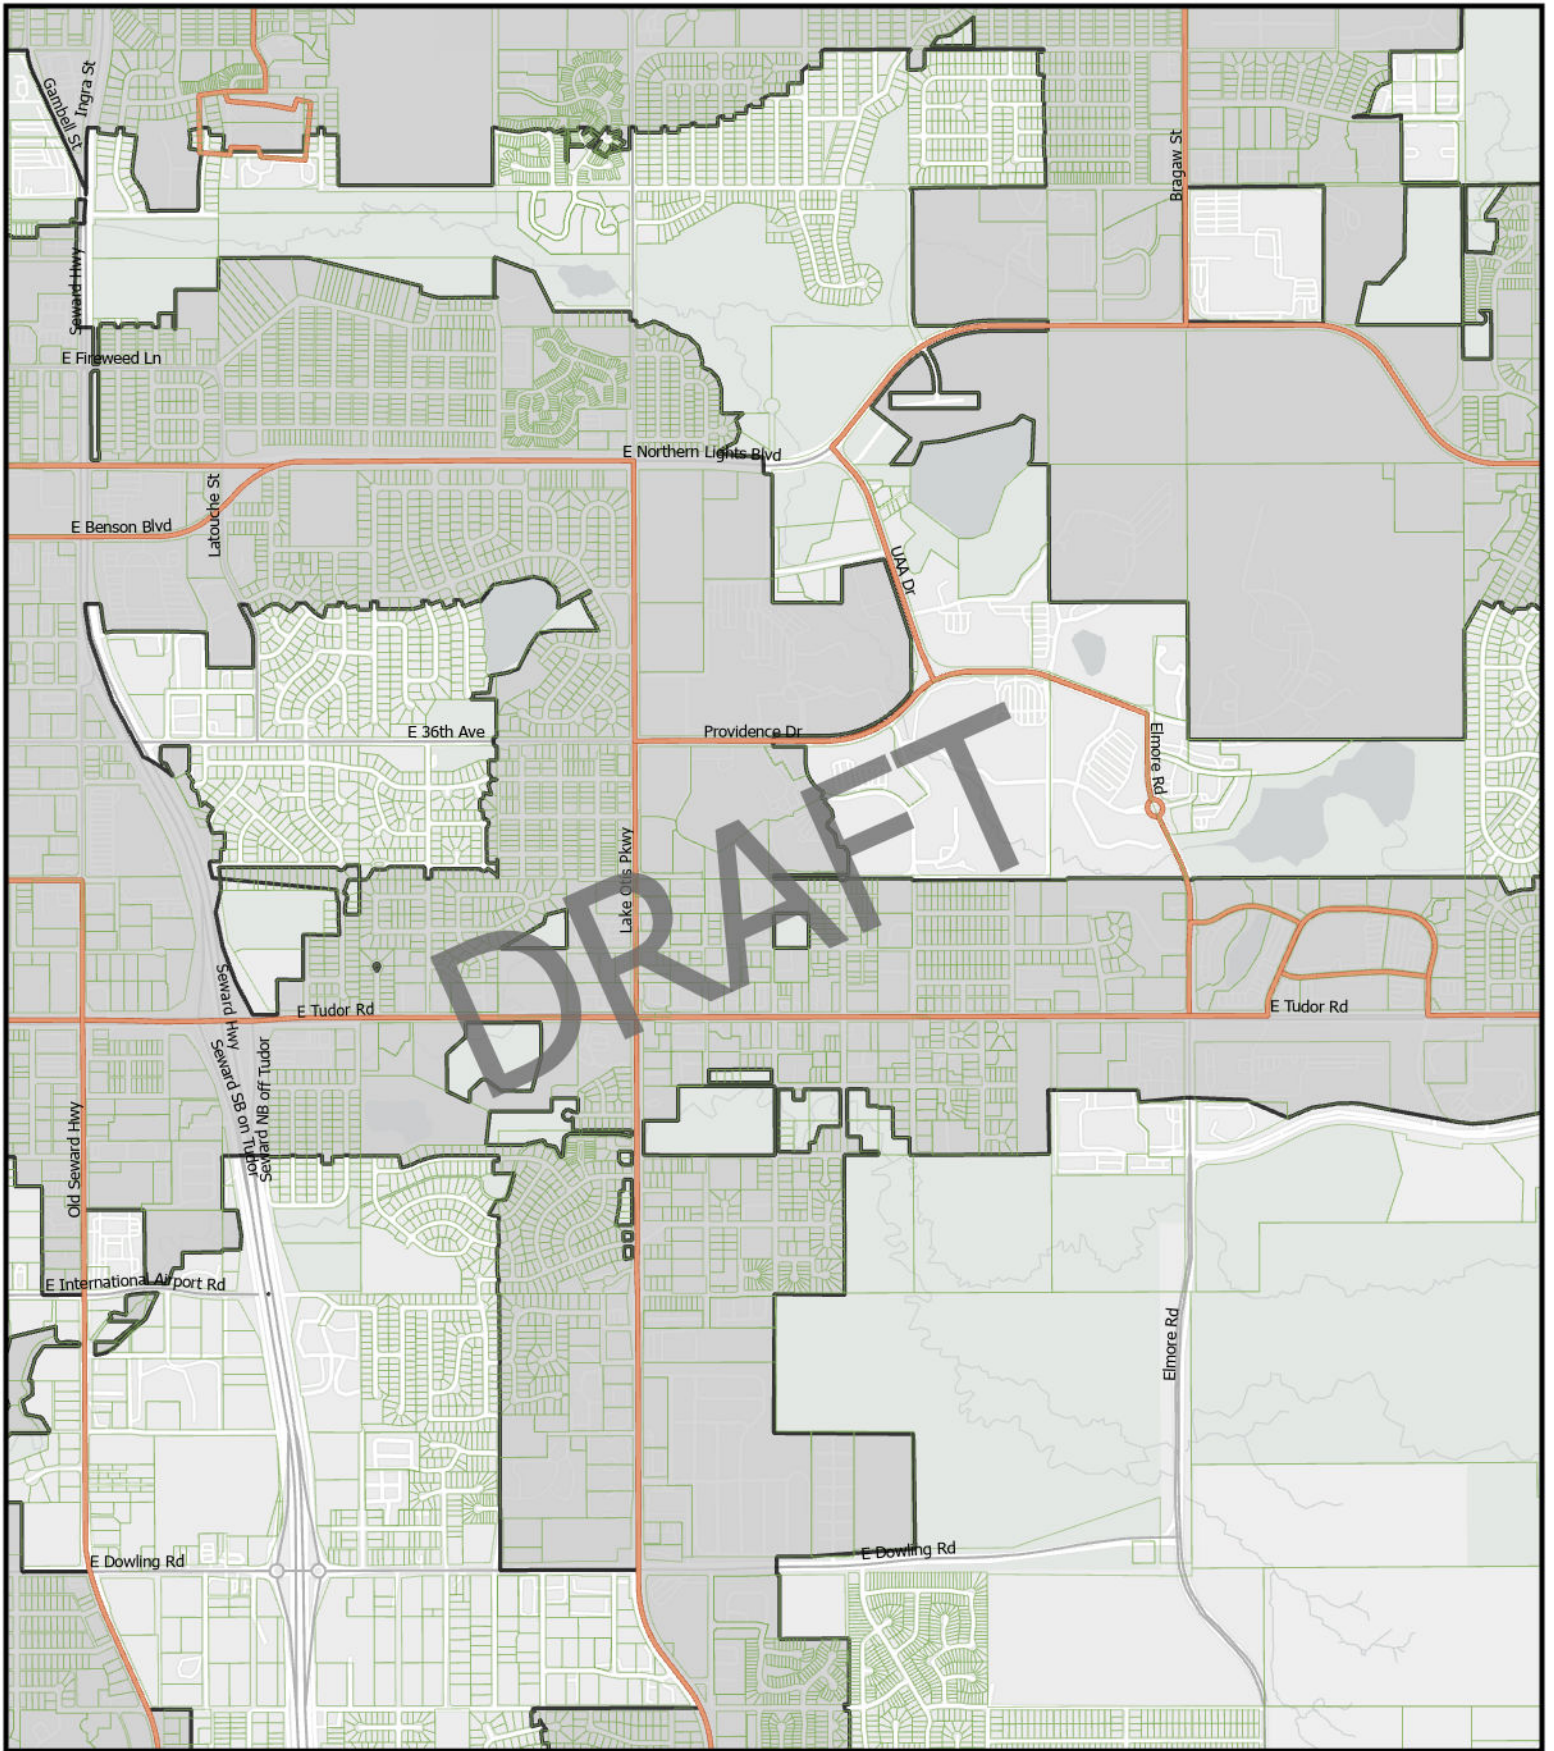 Gambell St
Ingra St
Bragaw St
Seward Hwy
E Fireweed Ln
E Northern Lights Blvd
Latouche St
E Benson Blvd
UAA Dr
E 36th Ave
Providence Dr
Elmore Rd
Lake Otis Pkwy
DRAFT
Seward Hwy
E Tudor Rd
E Tudor Rd
Seward SB on Tudor
Seward NB off Tudor
Old Seward Hwy
E International Airport Rd
Elmore Rd
E Dowling Rd
E Dowling Rd